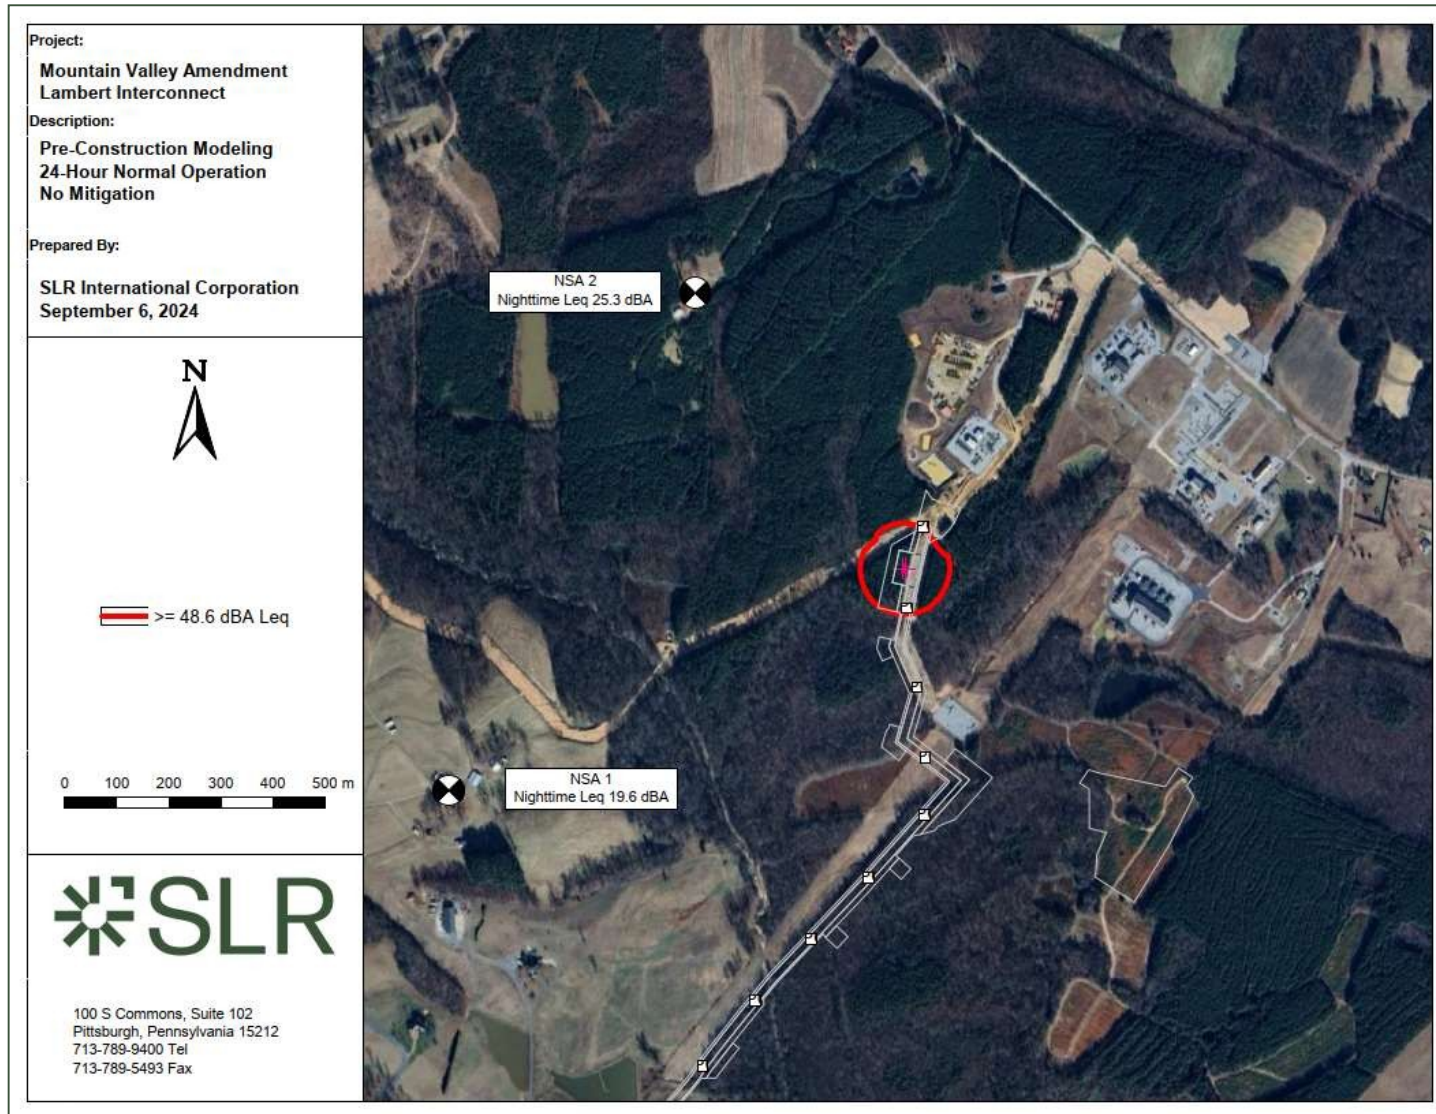 Project:
Mountain Valley Amendment
Lambert Interconnect
Description:
Pre-Construction Modeling
24-Hour Normal Operation
No Mitigation
Prepared By:
SLR International Corporation
September 6, 2024
N
>= 48.6 dBA Leq
0 100 200 300 400 500 m
SLR
100 S Commons, Suite 102
Pittsburgh, Pennsylvania 15212
713-789-9400 Tel
713-789-5493 Fax
NSA 2
Nighttime Leq 25.3 dBA
NSA 1
Nighttime Leq 19.6 dBA